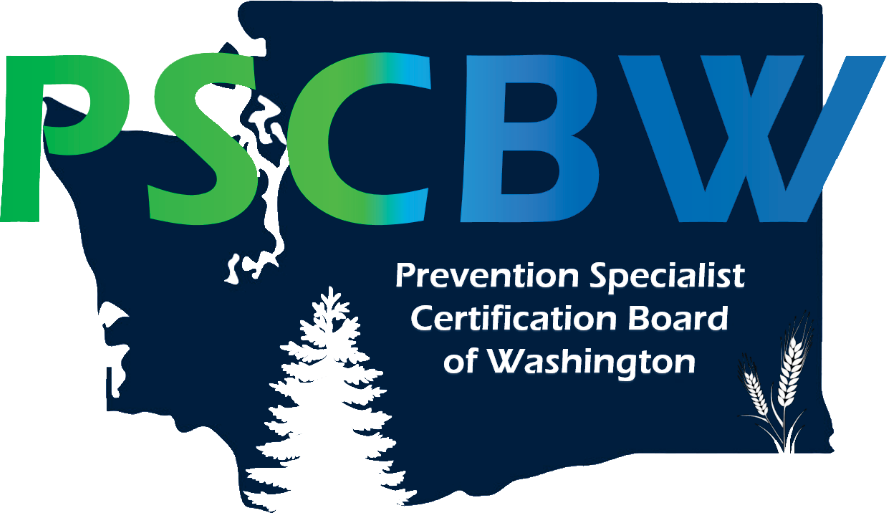 PSCBW
Prevention Specialist
Certification Board
of Washington